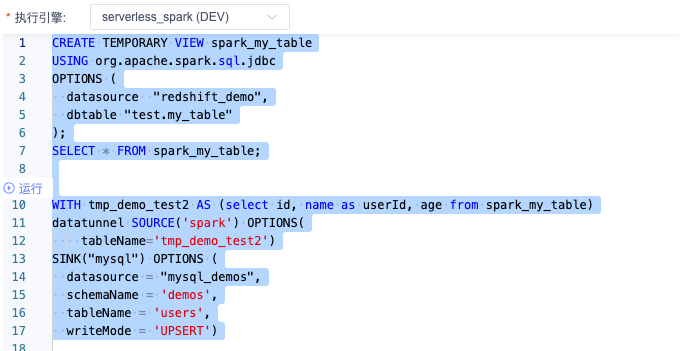 * 执行引擎: serverless_spark (DEV)
1 CREATE TEMPORARY VIEW spark_my_table
2 USING org.apache.spark.sql.jdbc
3 OPTIONS (
4 datasource "redshift_demo",
5 dbtable "test.my_table"
6 );
7 SELECT * FROM spark_my_table;
8
运行
10 WITH tmp_demo_test2 AS (select id, name as userId, age from spark_my_table)
11 datatunnel SOURCE('spark') OPTIONS(
12 tableName='tmp_demo_test2')
13 SINK("mysql") OPTIONS (
14 datasource = "mysql_demos",
15 schemaName = 'demos',
16 tableName = 'users',
17 writeMode = 'UPSERT')
18